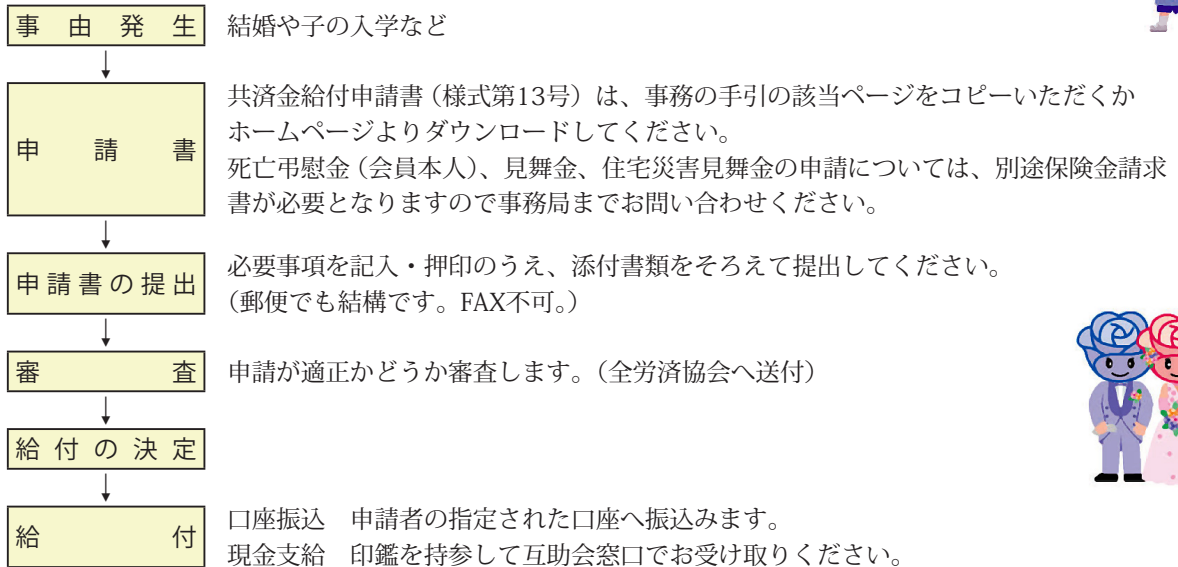 事由発生 結婚や子の入学など
申請書
共済金給付申請書（様式第13号）は、事務の手引の該当ページをコピーいただくか
ホームページよりダウンロードしてください。
死亡弔慰金（会員本人）、見舞金、住宅災害見舞金の申請については、別途保険金請求
書が必要となりますので事務局までお問い合わせください。
申請書の提出
必要事項を記入・押印のうえ、添付書類をそろえて提出してください。
（郵便でも結構です。FAX不可。）
審査 申請が適正かどうか審査します。（全労済協会へ送付）
給付の決定
給付
口座振込　申請者の指定された口座へ振込みます。
現金支給　印鑑を持参して互助会窓口でお受け取りください。